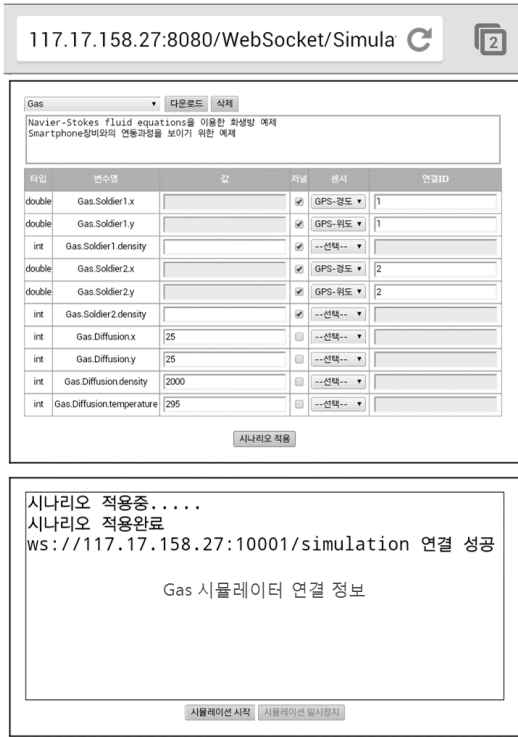 117.17.158.27:8080/WebSocket/Simula
2
Gas 다운로드 삭제
Navier-Stokes fluid equations을 이용한 화생방 예제
Smartphone장비와의 연동과정을 보이기 위한 예제
타입 변수명 값 저널 센서 연결ID
double Gas.Soldier1.x GPS-경도 1
double Gas.Soldier1.y GPS-위도 1
int Gas.Soldier1.density --선택--
double Gas.Soldier2.x GPS-경도 2
double Gas.Soldier2.y GPS-위도 2
int Gas.Soldier2.density --선택--
int Gas.Diffusion.x 25 --선택--
int Gas.Diffusion.y 25 --선택--
int Gas.Diffusion.density 2000 --선택--
int Gas.Diffusion.temperature 295 --선택--
시나리오 적용
시나리오 적용중.....
시나리오 적용완료
ws://117.17.158.27:10001/simulation 연결 성공
Gas 시뮬레이터 연결 정보
시뮬레이션 시작 시뮬레이션 일시정지